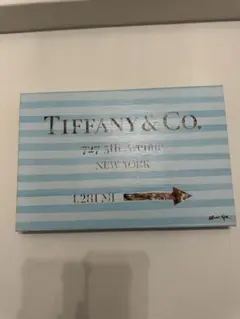 TIFFANY & CO.
727 5th Avenue
NEW YORK
1,281 MI